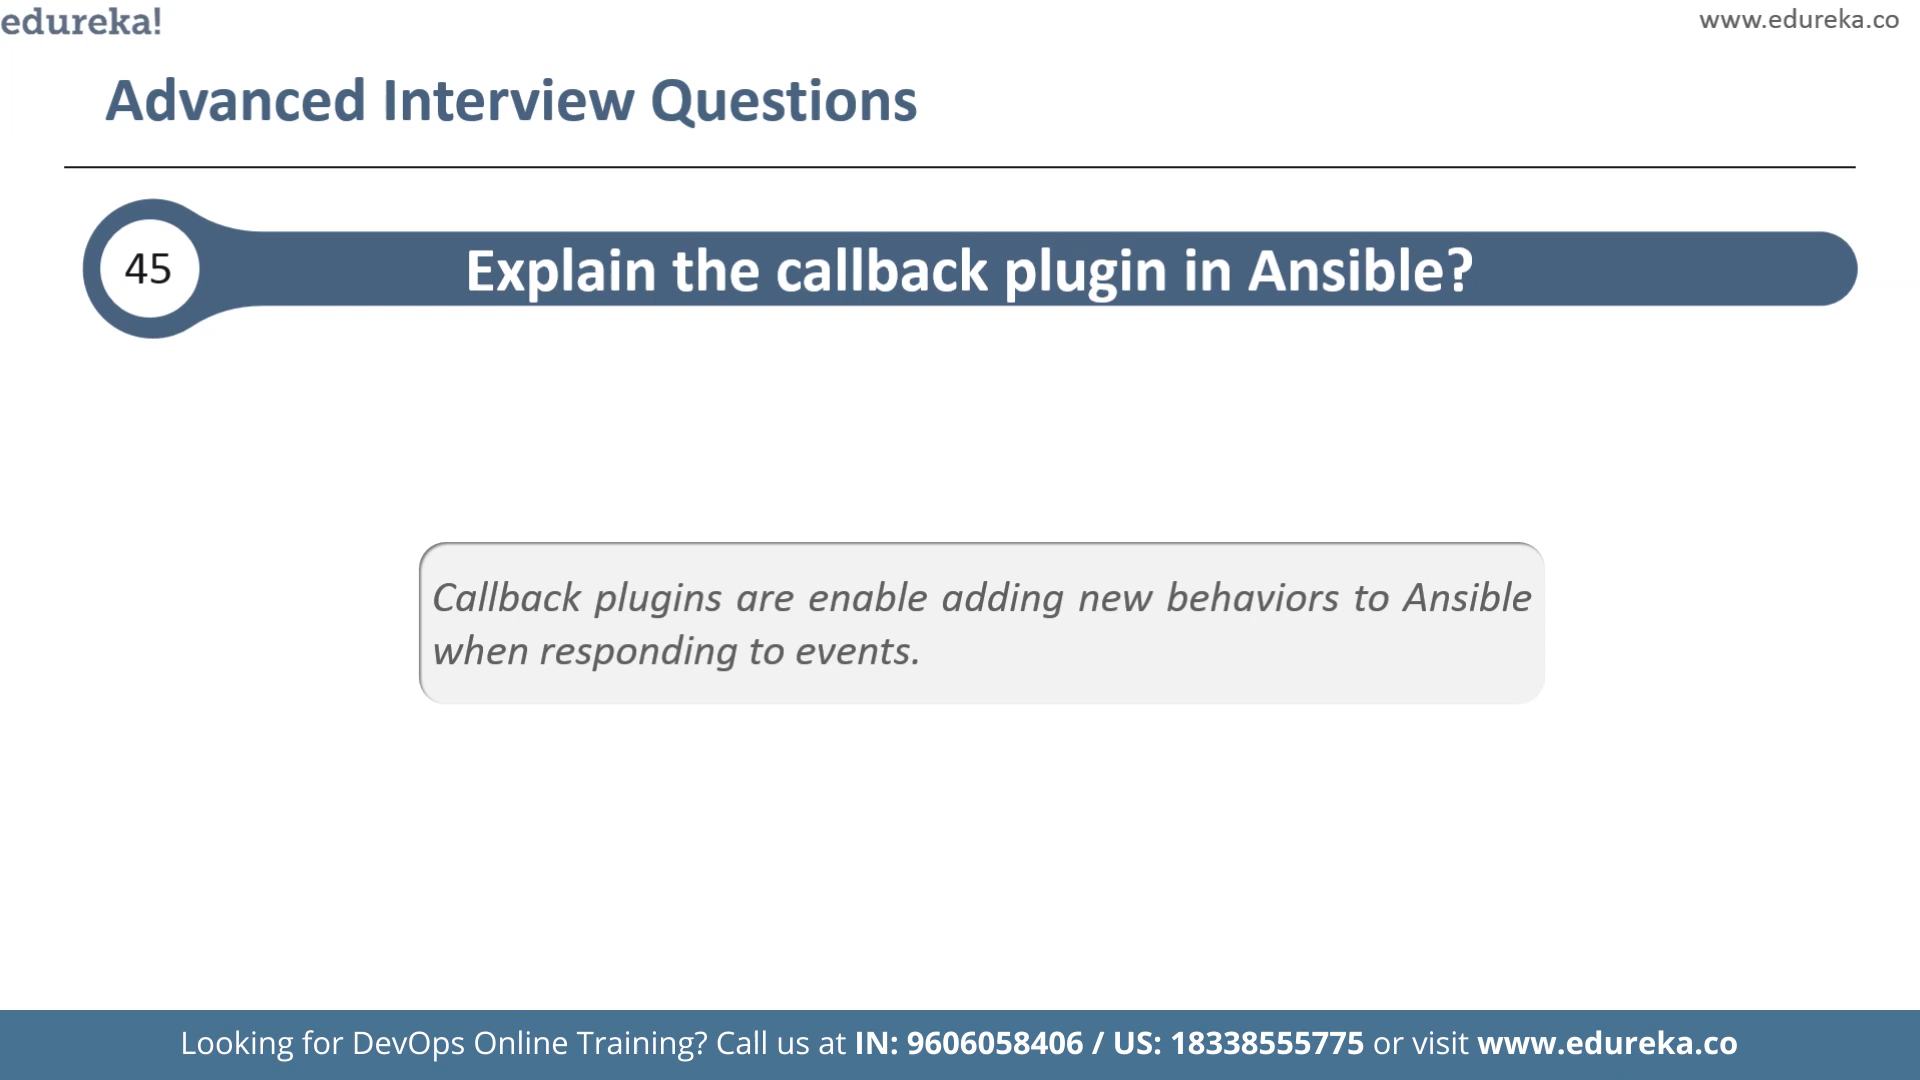 edureka!
www.edureka.co
Advanced Interview Questions
45
Explain the callback plugin in Ansible?
Callback plugins are enable adding new behaviors to Ansible
when responding to events.
Looking for DevOps Online Training? Call us at IN: 9606058406 / US: 18338555775 or visit www.edureka.co